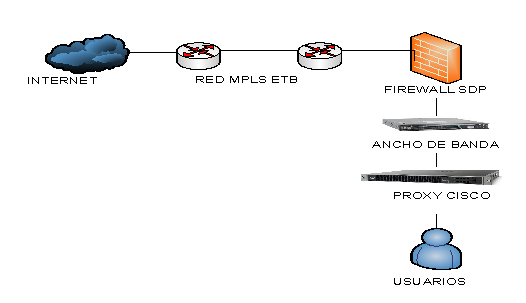 INTERNET
RED MPLS ETB
FIREWALL SDP
ANCHO DE BANDA
PROXY CISCO
USUARIOS